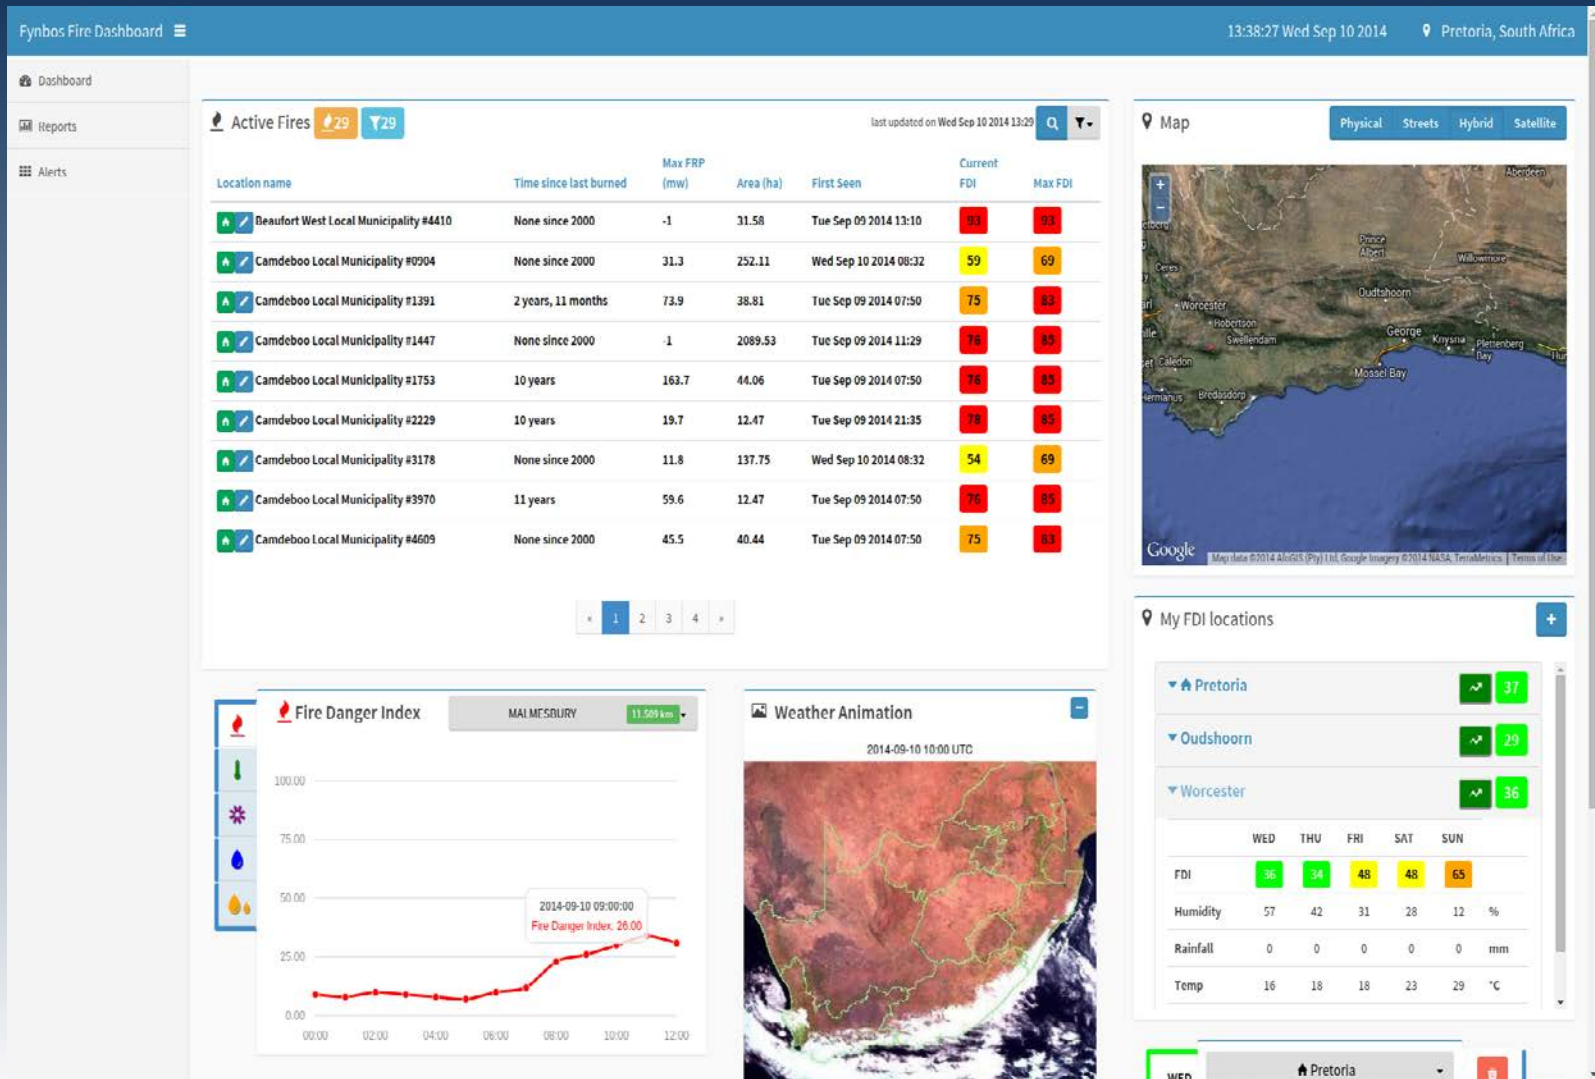 Fynbos Fire Dashboard
13:38:27 Wed Sep 10 2014 Pretoria, South Africa
Dashboard
Reports
Alerts
Active Fires 29 29
last updated on Wed Sep 10 2014 13:29
Location name Time since last burned Max FRP (mw) Area (ha) First Seen Current FDI Max FDI
Beaufort West Local Municipality #4410 None since 2000 -1 31.58 Tue Sep 09 2014 13:10 93 93
Camdeboo Local Municipality #0904 None since 2000 31.3 252.11 Wed Sep 10 2014 08:32 59 69
Camdeboo Local Municipality #1391 2 years, 11 months 73.9 38.81 Tue Sep 09 2014 07:50 75 83
Camdeboo Local Municipality #1447 None since 2000 -1 2089.53 Tue Sep 09 2014 11:29 76 85
Camdeboo Local Municipality #1753 10 years 163.7 44.06 Tue Sep 09 2014 07:50 76 85
Camdeboo Local Municipality #2229 10 years 19.7 12.47 Tue Sep 09 2014 21:35 78 85
Camdeboo Local Municipality #3178 None since 2000 11.8 137.75 Wed Sep 10 2014 08:32 54 69
Camdeboo Local Municipality #3970 11 years 59.6 12.47 Tue Sep 09 2014 07:50 76 85
Camdeboo Local Municipality #4609 None since 2000 45.5 40.44 Tue Sep 09 2014 07:50 75 83
« 1 2 3 4 »
Map
Physical Streets Hybrid Satellite
+
−
Aberdeen
Prince Albert
Willowmore
Ceres
Oudtshoorn
Worcester
Robertson
Swellendam
George
Knysna
Plettenberg Bay
Caledon
Mossel Bay
Hermanus
Bredasdorp
Google
Map data ©2014 AfriGIS (Pty) Ltd, Google Imagery ©2014 NASA, TerraMetrics Terms of Use
My FDI locations +
Pretoria 37
Oudshoorn 29
Worcester 36
WED THU FRI SAT SUN
FDI 36 34 48 48 65
Humidity 57 42 31 28 12 %
Rainfall 0 0 0 0 0 mm
Temp 16 18 18 23 29 °C
WED Pretoria
Fire Danger Index
MALMESBURY 11.509 km
100.00
75.00
50.00
25.00
0.00
2014-09-10 09:00:00
Fire Danger Index: 26.00
00:00 02:00 04:00 06:00 08:00 10:00 12:00
Weather Animation
2014-09-10 10:00 UTC